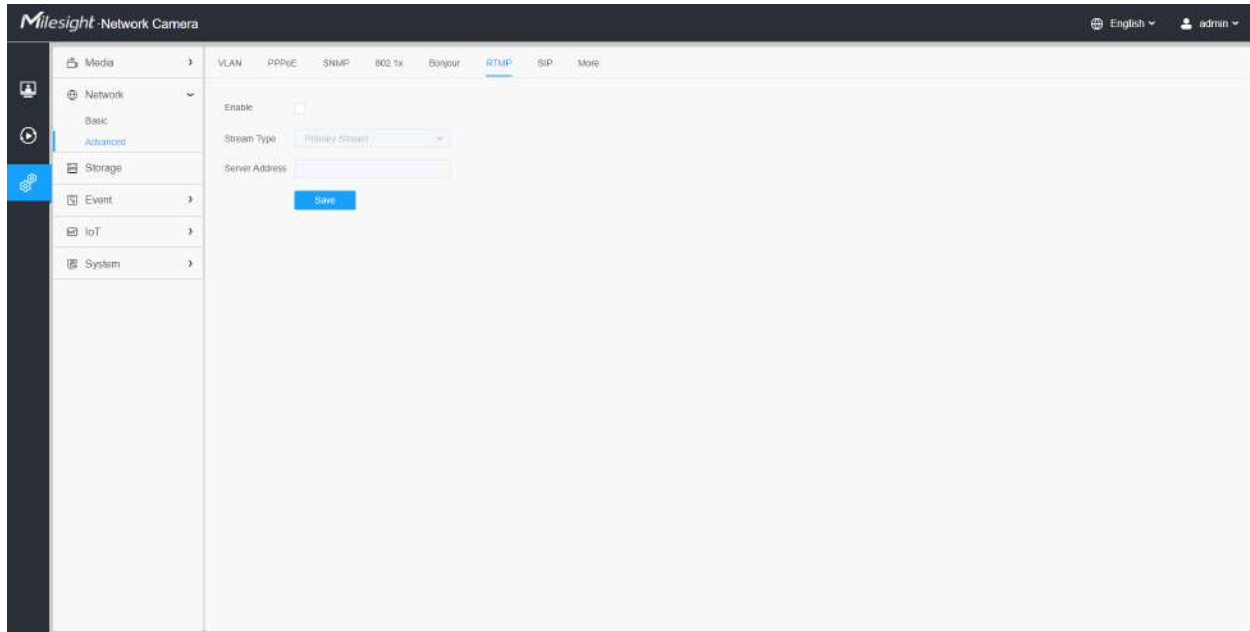 Milesight Network Camera
English
admin
Media
Network
Basic
Advanced
Storage
Event
IoT
System
VLAN PPPoE SNMP 802.1x Bonjour RTMP SIP More
Enable
Stream Type Primary Stream
Server Address
Save